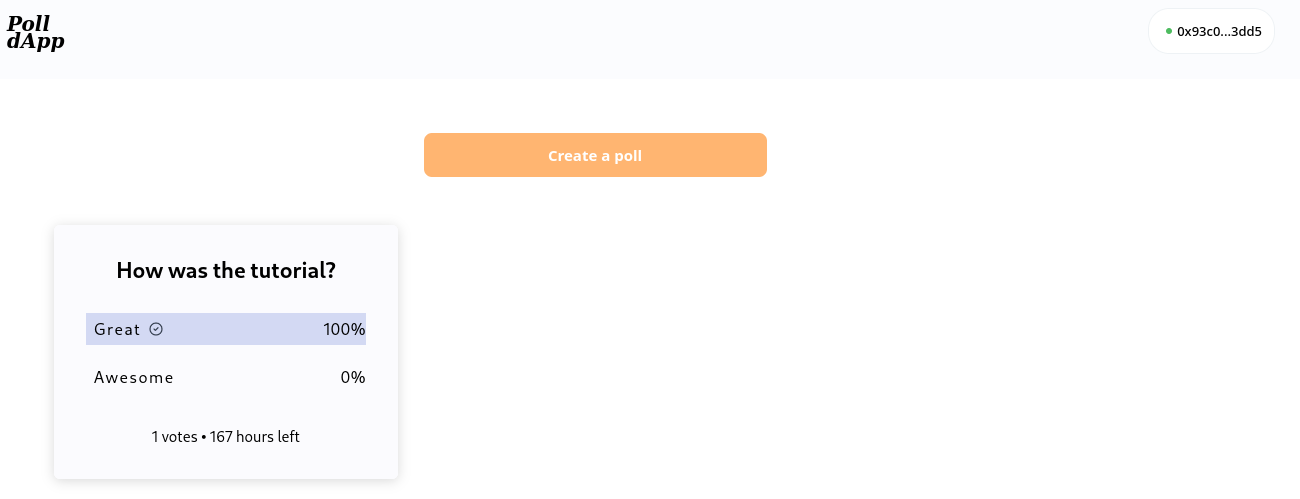 Poll
dApp
0x93c0...3dd5
Create a poll
How was the tutorial?
Great 100%
Awesome 0%
1 votes • 167 hours left